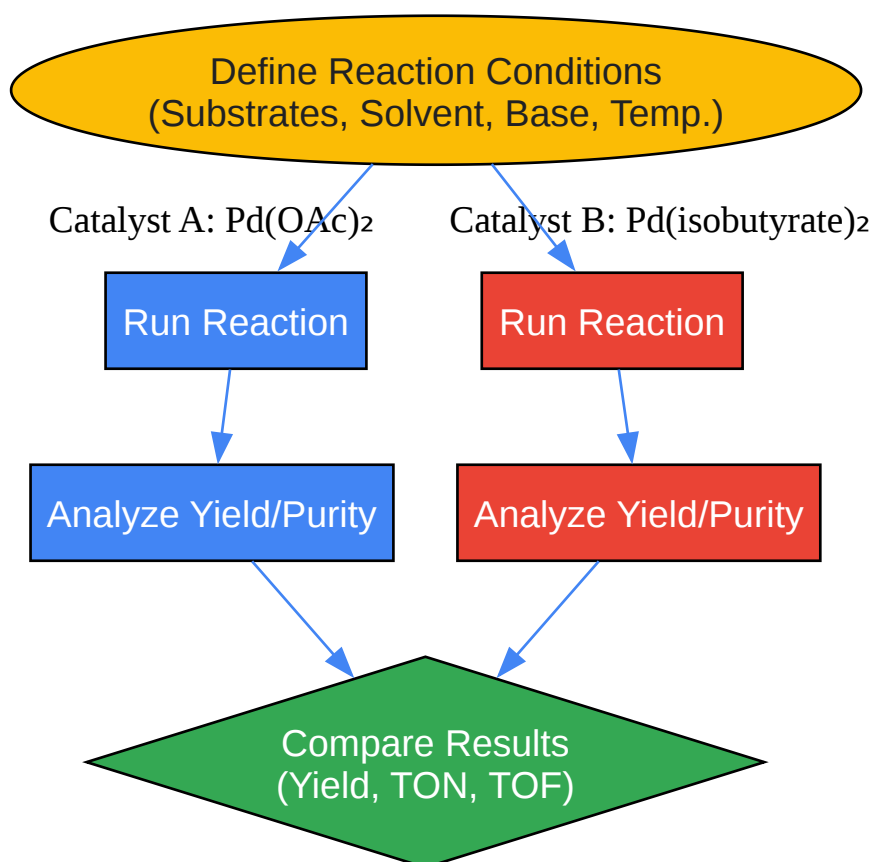 Define Reaction Conditions
(Substrates, Solvent, Base, Temp.)
Catalyst A: Pd(OAc)₂
Catalyst B: Pd(isobutyrate)₂
Run Reaction
Run Reaction
Analyze Yield/Purity
Analyze Yield/Purity
Compare Results
(Yield, TON, TOF)